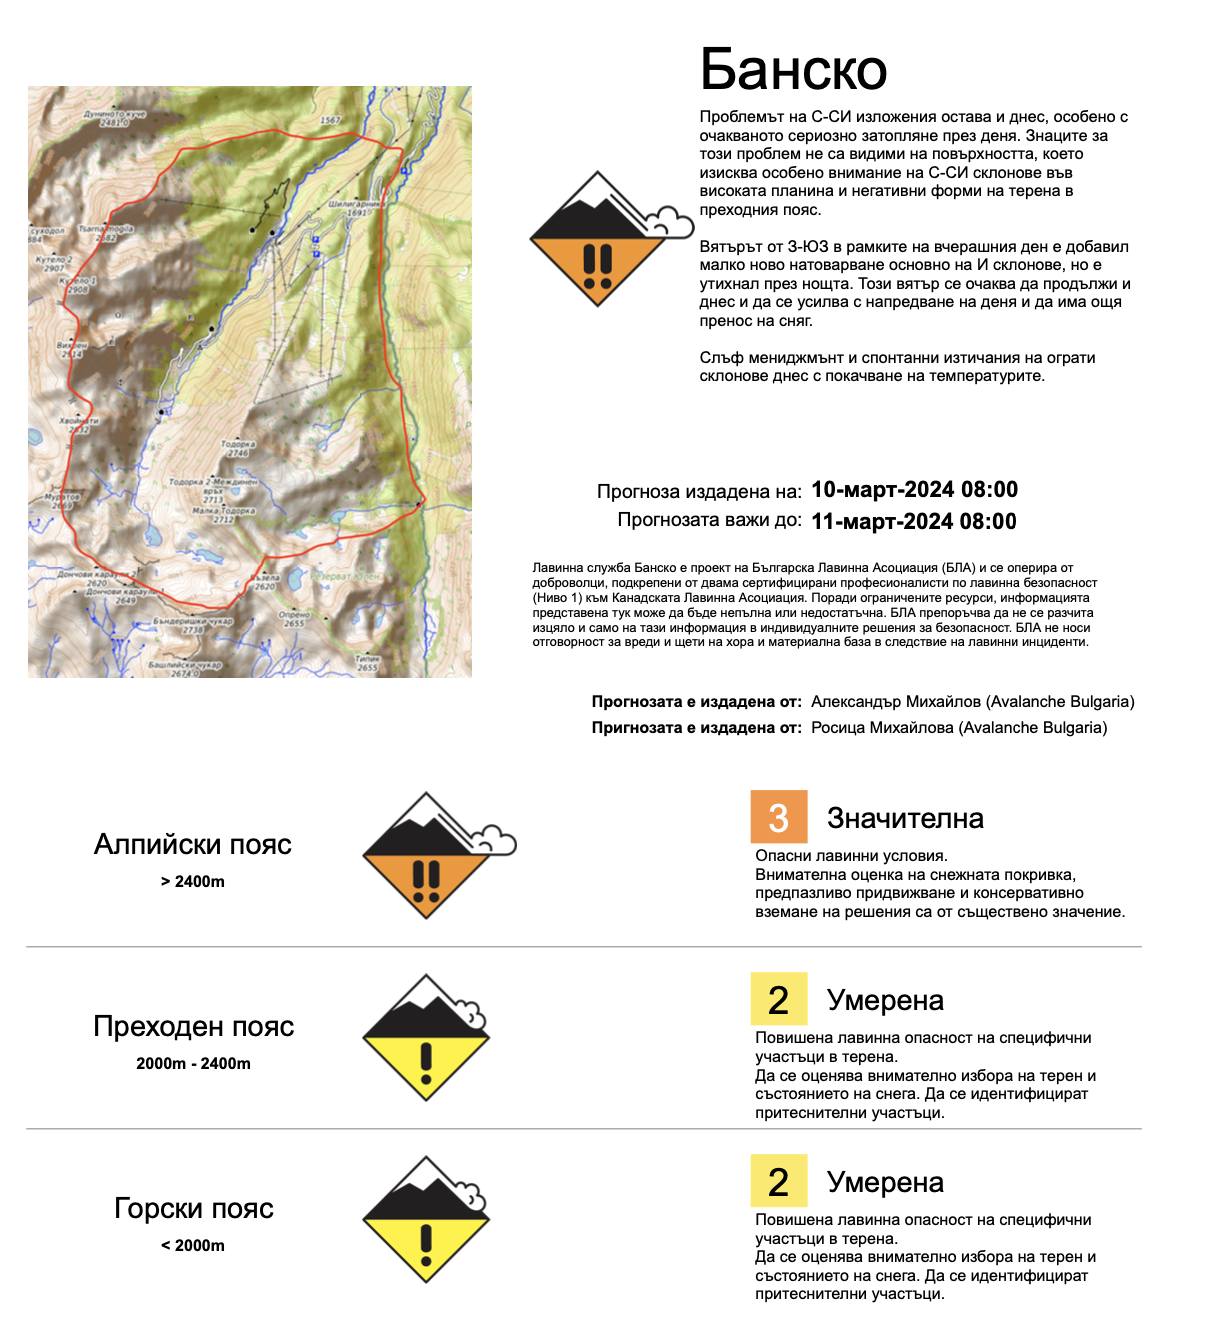 Банско
Проблемът на С-СИ изложения остава и днес, особено с
очакваното сериозно затопляне през деня. Знаците за
този проблем не са видими на повърхността, което
изисква особено внимание на С-СИ склонове във
високата планина и негативни форми на терена в
преходния пояс.
Вятърът от З-ЮЗ в рамките на вчерашния ден е добавил
малко ново натоварване основно на И склонове, но е
утихнал през нощта. Този вятър се очаква да продължи и
днес и да се усилва с напредване на деня и да има ощя
пренос на сняг.
Слъф мениджмънт и спонтанни изтичания на ограти
склонове днес с покачване на температурите.
Дуниното куче
2481.0
1567
Шилигарника
1691
суходол
884
Tsarna mogila
2682
Кутело 2
2907
Кутело 1
2908
Вихрен
2914
Хвойнати
2632
Тодорка
2746
Тодорка 2-Междинен
връх
2713
Малка Тодорка
2712
Муратов
2669
Дончови караули 2
2620
Дончови караули 1
2649
Възела
2620
Резерват Юлен
Бъндеришки чукар
2738
Опрено
2655
Башлийски чукар
2674.0
Типиц
2655
Прогноза издадена на: 10-март-2024 08:00
Прогнозата важи до: 11-март-2024 08:00
Лавинна служба Банско е проект на Българска Лавинна Асоциация (БЛА) и се оперира от
доброволци, подкрепени от двама сертифицирани професионалисти по лавинна безопасност
(Ниво 1) към Канадската Лавинна Асоциация. Поради ограничените ресурси, информацията
представена тук може да бъде непълна или недостатъчна. БЛА препоръчва да не се разчита
изцяло и само на тази информация в индивидуалните решения за безопасност. БЛА не носи
отговорност за вреди и щети на хора и материална база в следствие на лавинни инциденти.
Прогнозата е издадена от: Александър Михайлов (Avalanche Bulgaria)
Пригнозата е издадена от: Росица Михайлова (Avalanche Bulgaria)
Алпийски пояс
> 2400m
3 Значителна
Опасни лавинни условия.
Внимателна оценка на снежната покривка,
предпазливо придвижване и консервативно
вземане на решения са от съществено значение.
Преходен пояс
2000m - 2400m
2 Умерена
Повишена лавинна опасност на специфични
участъци в терена.
Да се оценява внимателно избора на терен и
състоянието на снега. Да се идентифицират
притеснителни участъци.
Горски пояс
< 2000m
2 Умерена
Повишена лавинна опасност на специфични
участъци в терена.
Да се оценява внимателно избора на терен и
състоянието на снега. Да се идентифицират
притеснителни участъци.